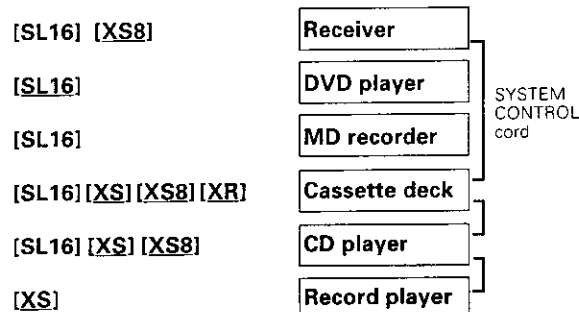 [SL16] [XS8] Receiver
[SL16] DVD player
SYSTEM
CONTROL
cord
[SL16] MD recorder
[SL16] [XS] [XS8] [XR] Cassette deck
[SL16] [XS] [XS8] CD player
[XS] Record player